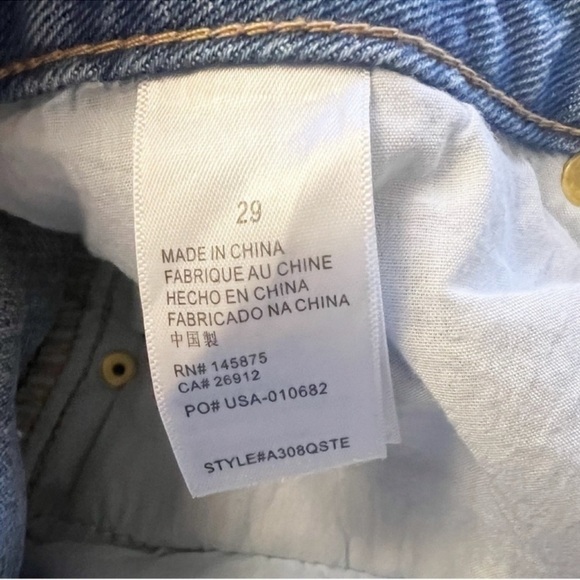 29
MADE IN CHINA
FABRIQUE AU CHINE
HECHO EN CHINA
FABRICADO NA CHINA
中国製
RN# 145875
CA# 26912
PO# USA-010682
STYLE#A308QSTE